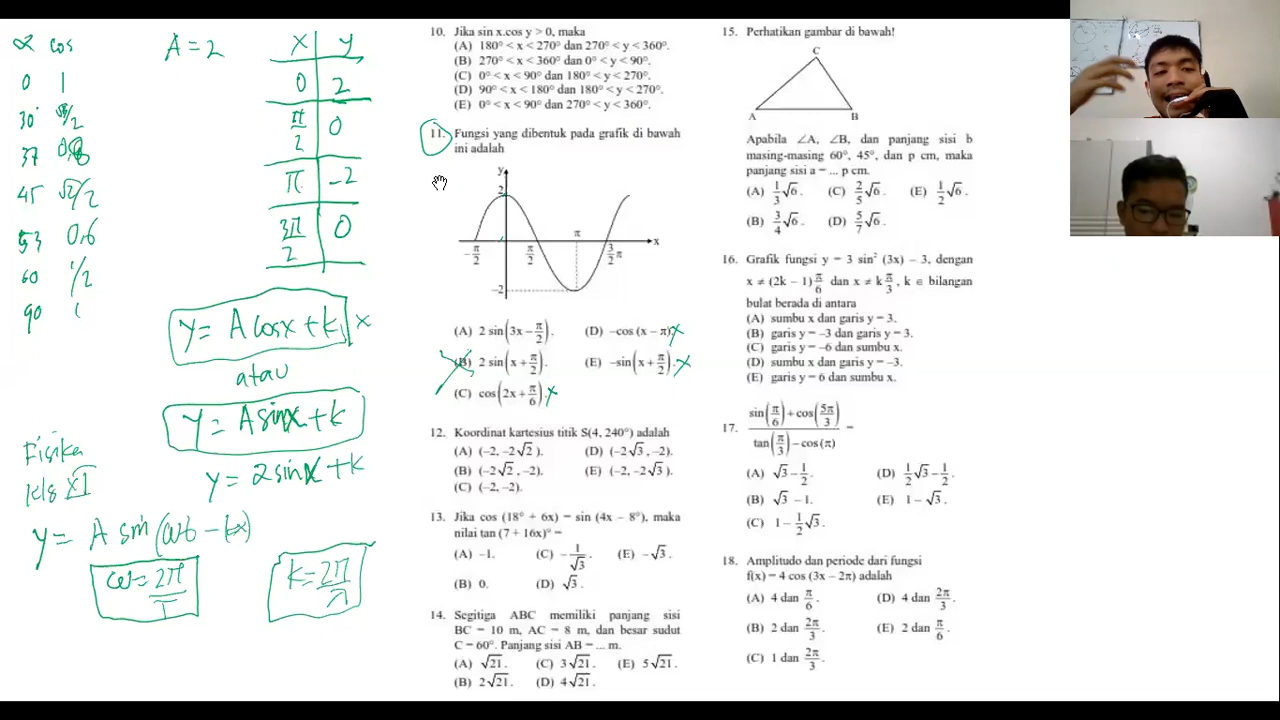 α cos
0 1
30 √3/2
37 0,8
45 √2/2
53 0,6
60 1/2
90
A = 2
x y
0 2
π/2 0
π -2
3π/2 0
y = A cos x + k x
atau
y = A sin x + k
y = 2 sin x + k
Fisika
kls XI
y = A sin (ωt - kx)
ω = 2π/T
k = 2π/λ
10. Jika sin x.cos y > 0, maka
(A) 180° < x < 270° dan 270° < y < 360°.
(B) 270° < x < 360° dan 0° < y < 90°.
(C) 0° < x < 90° dan 180° < y < 270°.
(D) 90° < x < 180° dan 180° < y < 270°.
(E) 0° < x < 90° dan 270° < y < 360°.
11. Fungsi yang dibentuk pada grafik di bawah
ini adalah
y
2
π
x
-π/2 π/2 3/2 π
-2
(A) 2 sin(3x – π/2). (D) –cos (x – π). x
(B) 2 sin(x + π/2). (E) –sin(x + π/2). x
(C) cos(2x + π/6). x
12. Koordinat kartesius titik S(4, 240°) adalah
(A) (–2, –2√2). (D) (–2√3, –2).
(B) (–2√2, –2). (E) (–2, –2√3).
(C) (–2, –2).
13. Jika cos (18° + 6x) = sin (4x – 8°), maka
nilai tan (7 + 16x)° =
(A) –1. (C) –1/√3. (E) –√3.
(B) 0. (D) √3.
14. Segitiga ABC memiliki panjang sisi
BC = 10 m, AC = 8 m, dan besar sudut
C = 60°. Panjang sisi AB = ... m.
(A) √21. (C) 3√21. (E) 5√21.
(B) 2√21. (D) 4√21.
15. Perhatikan gambar di bawah!
C
A B
Apabila ∠A, ∠B, dan panjang sisi b
masing-masing 60°, 45°, dan p cm, maka
panjang sisi a = ... p cm.
(A) 1/3 √6. (C) 2/5 √6. (E) 1/2 √6.
(B) 3/4 √6. (D) 5/7 √6.
16. Grafik fungsi y = 3 sin² (3x) – 3, dengan
x ≠ (2k – 1) π/6 dan x ≠ k π/3, k ∈ bilangan
bulat berada di antara
(A) sumbu x dan garis y = 3.
(B) garis y = –3 dan garis y = 3.
(C) garis y = –6 dan sumbu x.
(D) sumbu x dan garis y = –3.
(E) garis y = 6 dan sumbu x.
17. (sin(π/6) + cos(5π/3)) / (tan(π/3) – cos(π)) =
(A) √3 – 1/2. (D) 1/2 √3 – 1/2.
(B) √3 – 1. (E) 1 – √3.
(C) 1 – 1/2 √3.
18. Amplitudo dan periode dari fungsi
f(x) = 4 cos (3x – 2π) adalah
(A) 4 dan π/6. (D) 4 dan 2π/3.
(B) 2 dan 2π/3. (E) 2 dan π/6.
(C) 1 dan 2π/3.